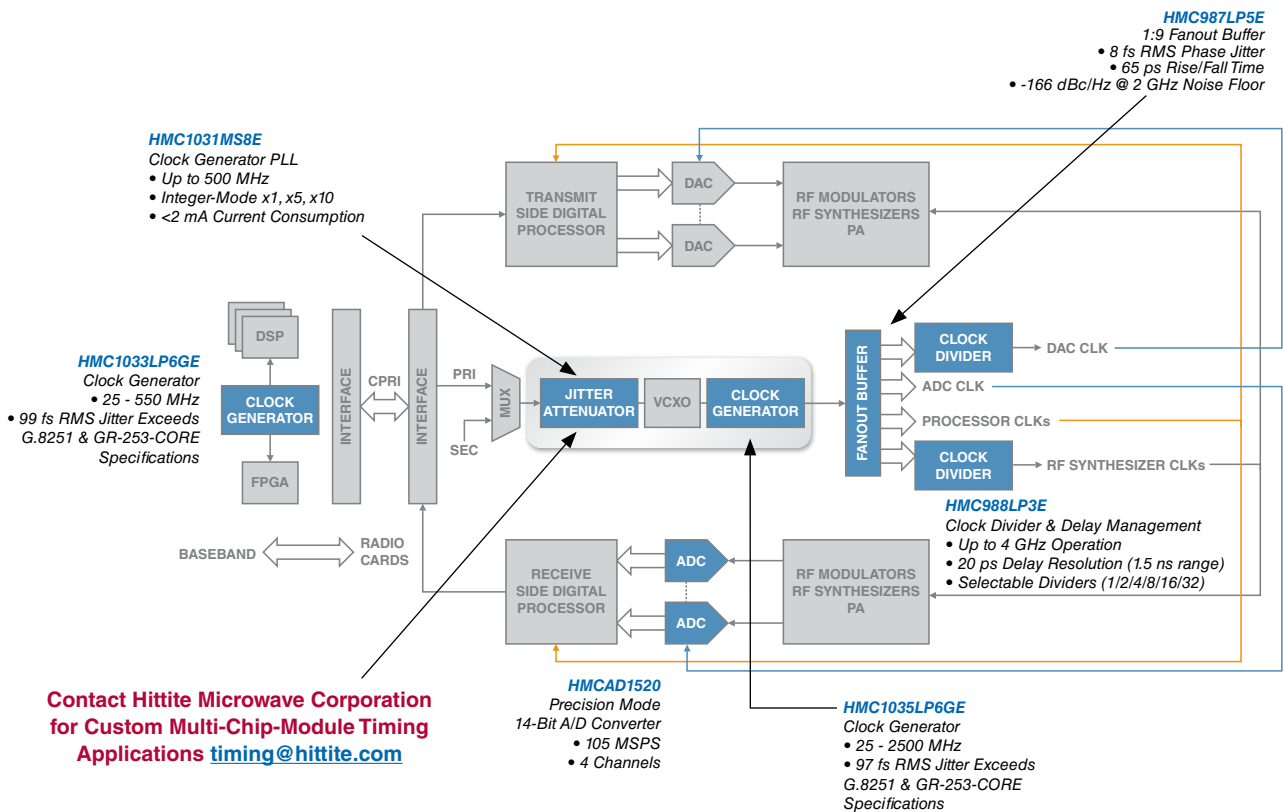 HMC987LP5E
1:9 Fanout Buffer
• 8 fs RMS Phase Jitter
• 65 ps Rise/Fall Time
• -166 dBc/Hz @ 2 GHz Noise Floor
HMC1031MS8E
Clock Generator PLL
• Up to 500 MHz
• Integer-Mode x1, x5, x10
• <2 mA Current Consumption
TRANSMIT
SIDE DIGITAL
PROCESSOR
DAC
DAC
RF MODULATORS
RF SYNTHESIZERS
PA
HMC1033LP6GE
Clock Generator
• 25 - 550 MHz
• 99 fs RMS Jitter Exceeds
G.8251 & GR-253-CORE
Specifications
DSP
CLOCK
GENERATOR
FPGA
INTERFACE
CPRI
INTERFACE
PRI
SEC
MUX
JITTER
ATTENUATOR
VCXO
CLOCK
GENERATOR
FANOUT BUFFER
CLOCK
DIVIDER
DAC CLK
ADC CLK
PROCESSOR CLKs
CLOCK
DIVIDER
RF SYNTHESIZER CLKs
HMC988LP3E
Clock Divider & Delay Management
• Up to 4 GHz Operation
• 20 ps Delay Resolution (1.5 ns range)
• Selectable Dividers (1/2/4/8/16/32)
BASEBAND
RADIO
CARDS
RECEIVE
SIDE DIGITAL
PROCESSOR
ADC
ADC
RF MODULATORS
RF SYNTHESIZERS
PA
Contact Hittite Microwave Corporation
for Custom Multi-Chip-Module Timing
Applications timing@hittite.com
HMCAD1520
Precision Mode
14-Bit A/D Converter
• 105 MSPS
• 4 Channels
HMC1035LP6GE
Clock Generator
• 25 - 2500 MHz
• 97 fs RMS Jitter Exceeds
G.8251 & GR-253-CORE
Specifications